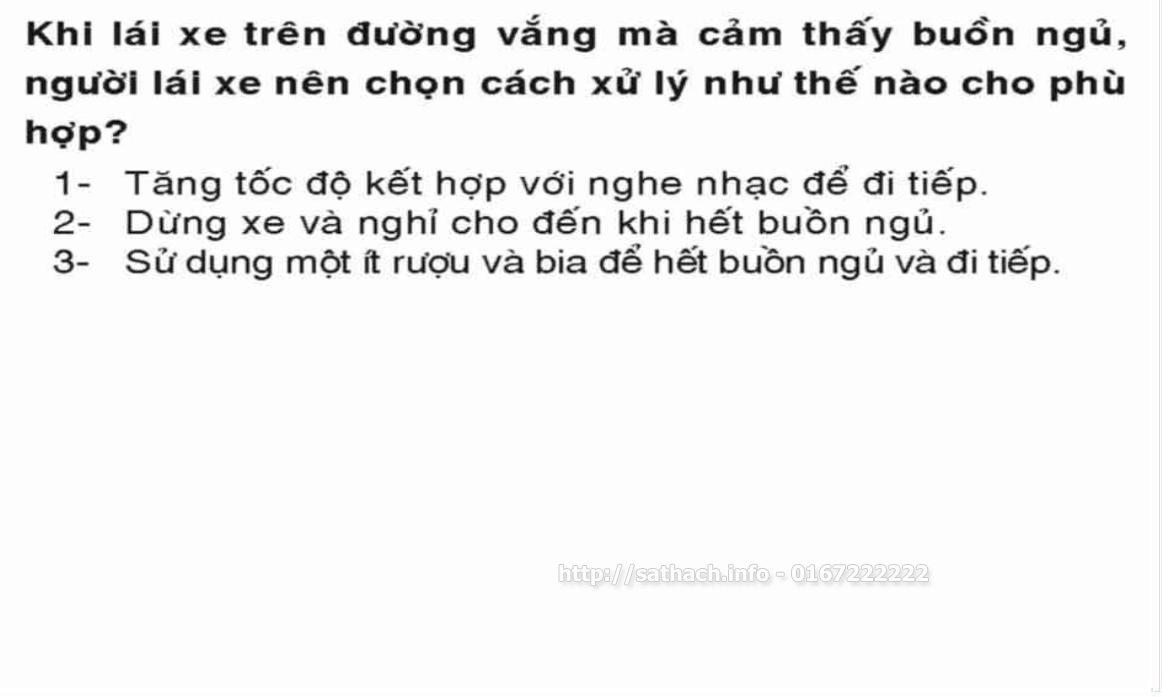 Khi lái xe trên đường vắng mà cảm thấy buồn ngủ,
người lái xe nên chọn cách xử lý như thế nào cho phù
hợp?
1- Tăng tốc độ kết hợp với nghe nhạc để đi tiếp.
2- Dừng xe và nghỉ cho đến khi hết buồn ngủ.
3- Sử dụng một ít rượu và bia để hết buồn ngủ và đi tiếp.
http://sathach.info - 0167222222